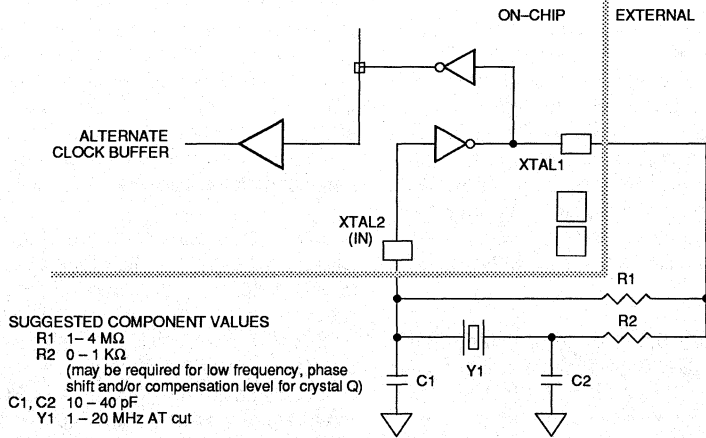 ON–CHIP
EXTERNAL
ALTERNATE
CLOCK BUFFER
XTAL1
XTAL2
(IN)
R1
R2
SUGGESTED COMPONENT VALUES
R1 1 – 4 MΩ
R2 0 – 1 KΩ
(may be required for low frequency, phase
shift and/or compensation level for crystal Q)
C1, C2 10 – 40 pF
Y1 1 – 20 MHz AT cut
C1
Y1
C2